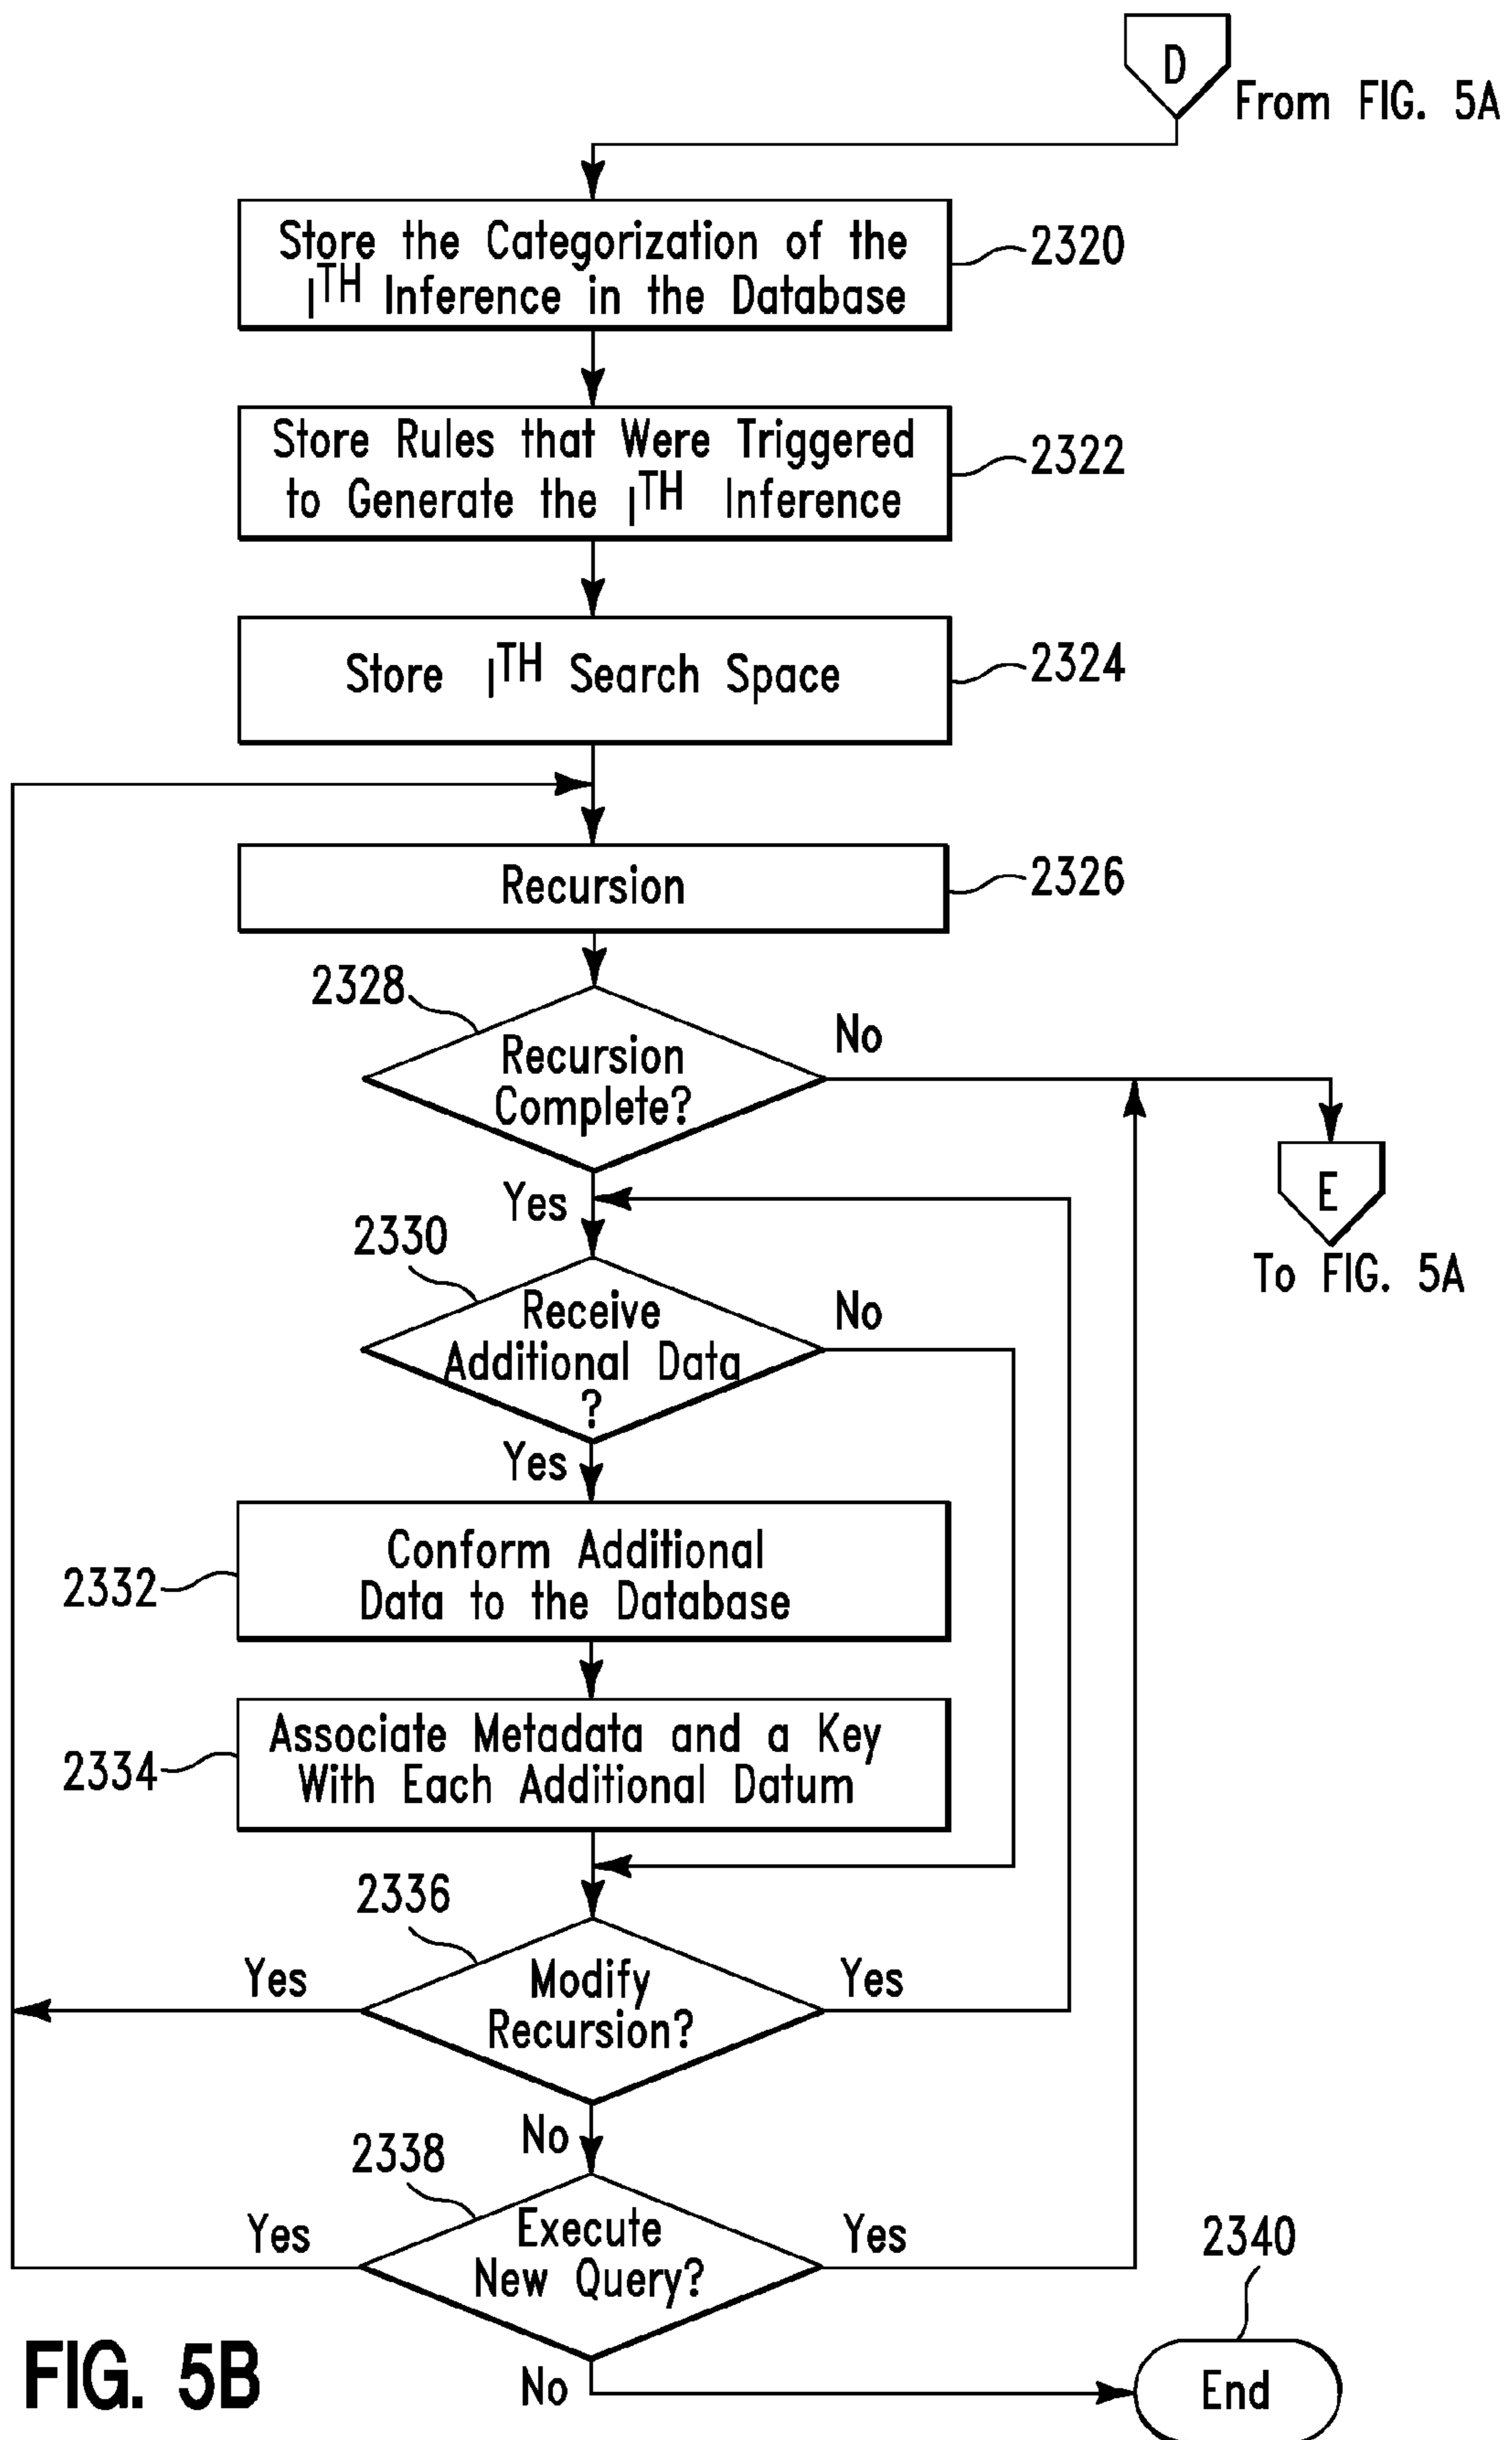 D
From FIG. 5A
Store the Categorization of the
I^TH Inference in the Database
2320
Store Rules that Were Triggered
to Generate the I^TH Inference
2322
Store I^TH Search Space
2324
Recursion
2326
2328
Recursion
Complete?
No
Yes
E
To FIG. 5A
2330
Receive
Additional Data
?
No
Yes
Conform Additional
Data to the Database
2332
Associate Metadata and a Key
With Each Additional Datum
2334
2336
Yes
Modify
Recursion?
Yes
No
2338
Yes
Execute
New Query?
Yes
No
2340
End
FIG. 5B